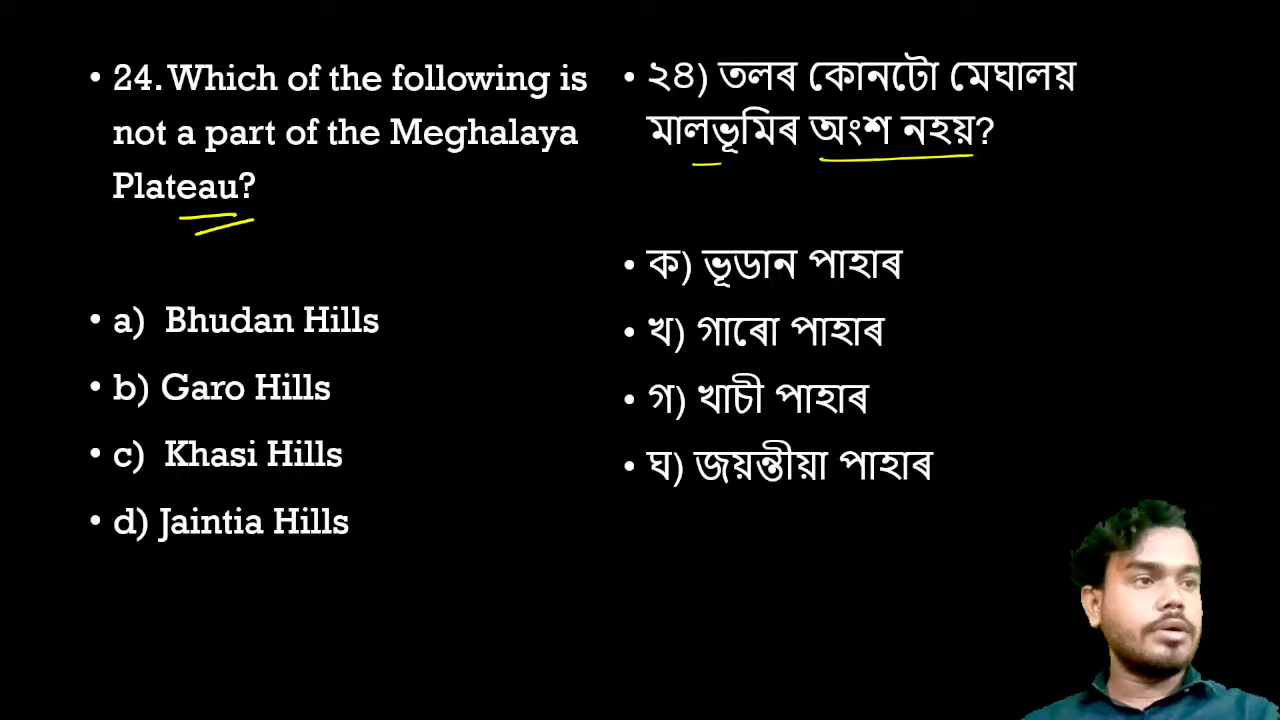 • 24. Which of the following is
not a part of the Meghalaya
Plateau?
• a) Bhudan Hills
• b) Garo Hills
• c) Khasi Hills
• d) Jaintia Hills
• ২৪) তলৰ কোনটো মেঘালয়
মালভূমিৰ অংশ নহয়?
• ক) ভূডান পাহাৰ
• খ) গাৰো পাহাৰ
• গ) খাচী পাহাৰ
• ঘ) জয়ন্তীয়া পাহাৰ